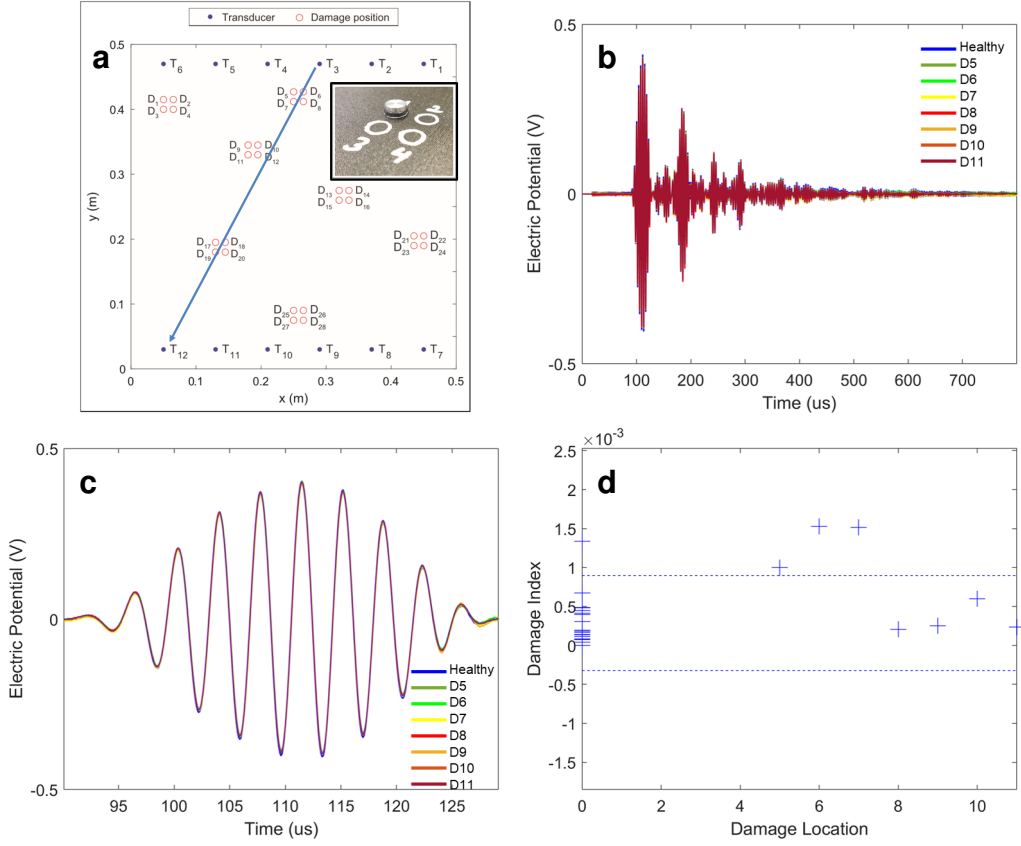 Transducer Damage position
a
0.5
0.4
0.3
0.2
0.1
0
y (m)
T6 T5 T4 T3 T2 T1
D1 D2
D3 D4
D5 D6
D7 D8
D9 D10
D11 D12
D13 D14
D15 D16
D17 D18
D19 D20
D21 D22
D23 D24
D25 D26
D27 D28
3 4 2
T12 T11 T10 T9 T8 T7
0 0.1 0.2 0.3 0.4 0.5
x (m)
b
0.5
0
-0.5
Electric Potential (V)
Healthy
D5
D6
D7
D8
D9
D10
D11
100 200 300 400 500 600 700
Time (us)
c
0.5
0
-0.5
Electric Potential (V)
Healthy
D5
D6
D7
D8
D9
D10
D11
95 100 105 110 115 120 125
Time (us)
d
×10-3
2.5
2
1.5
1
0.5
0
-0.5
-1
-1.5
Damage Index
0 2 4 6 8 10
Damage Location